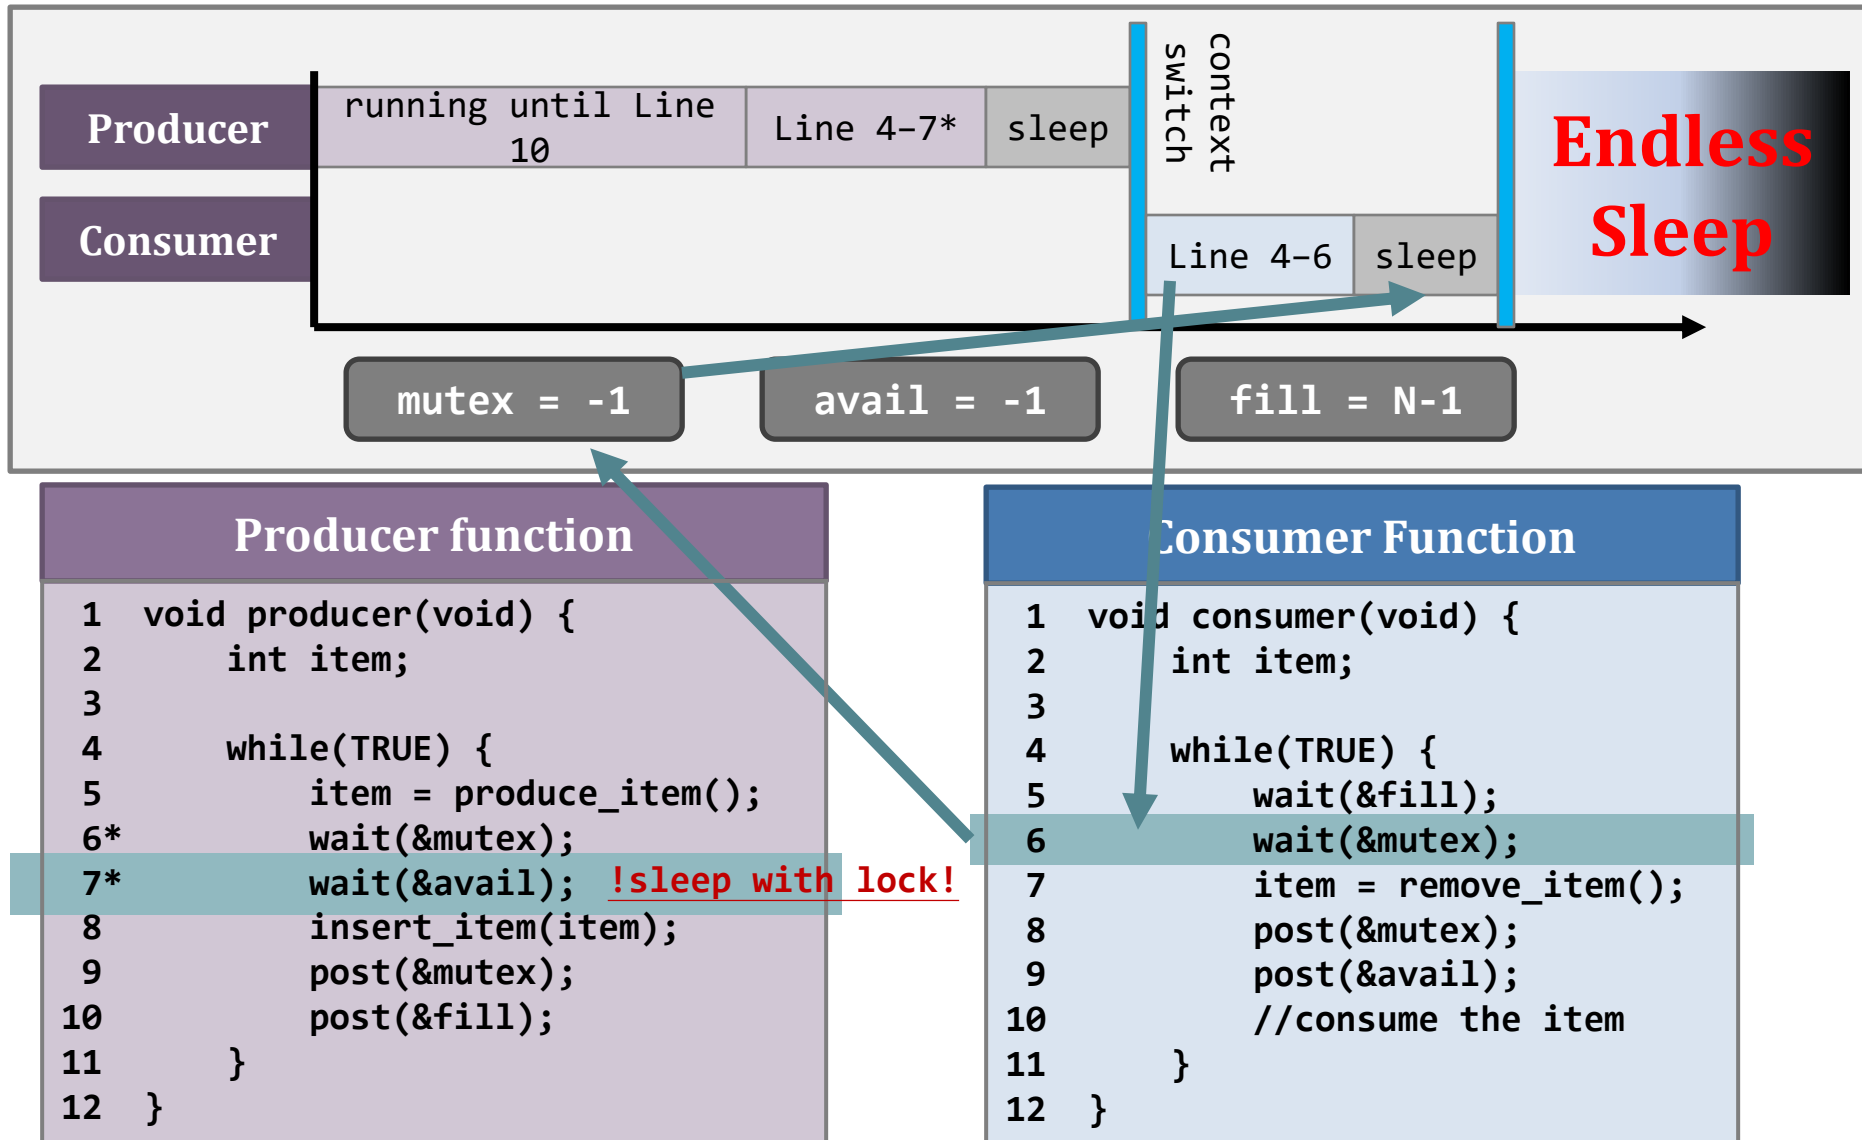 context
switch
Producer
running until Line
10
Line 4–7*
sleep
Endless
Sleep
Consumer
Line 4–6
sleep
mutex = -1
avail = -1
fill = N-1
Producer function
1 void producer(void) {
2 int item;
3
4 while(TRUE) {
5 item = produce_item();
6* wait(&mutex);
7* wait(&avail); !sleep with lock!
8 insert_item(item);
9 post(&mutex);
10 post(&fill);
11 }
12 }
Consumer Function
1 void consumer(void) {
2 int item;
3
4 while(TRUE) {
5 wait(&fill);
6 wait(&mutex);
7 item = remove_item();
8 post(&mutex);
9 post(&avail);
10 //consume the item
11 }
12 }